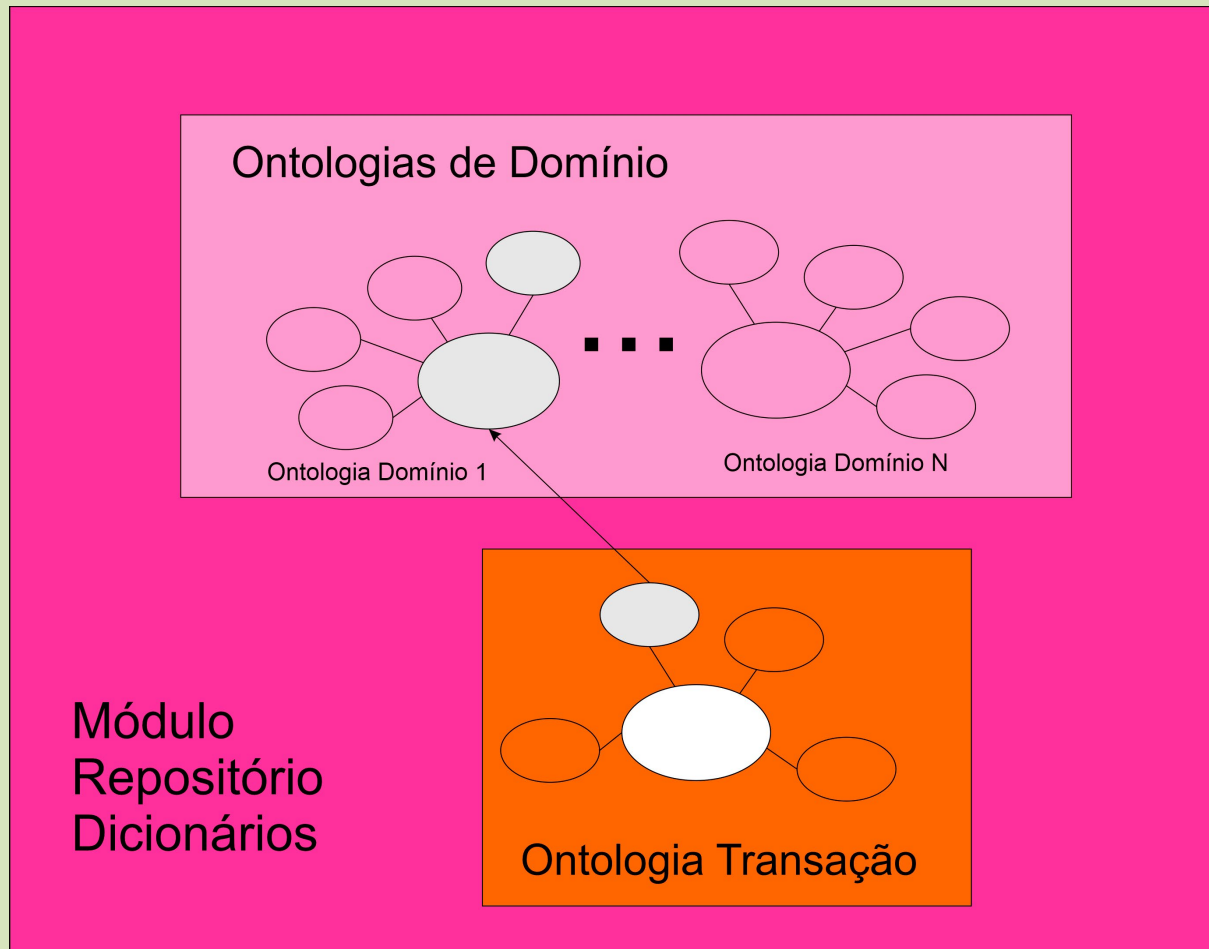 Ontologias de Domínio
Ontologia Domínio 1
Ontologia Domínio N
Módulo
Repositório
Dicionários
Ontologia Transação